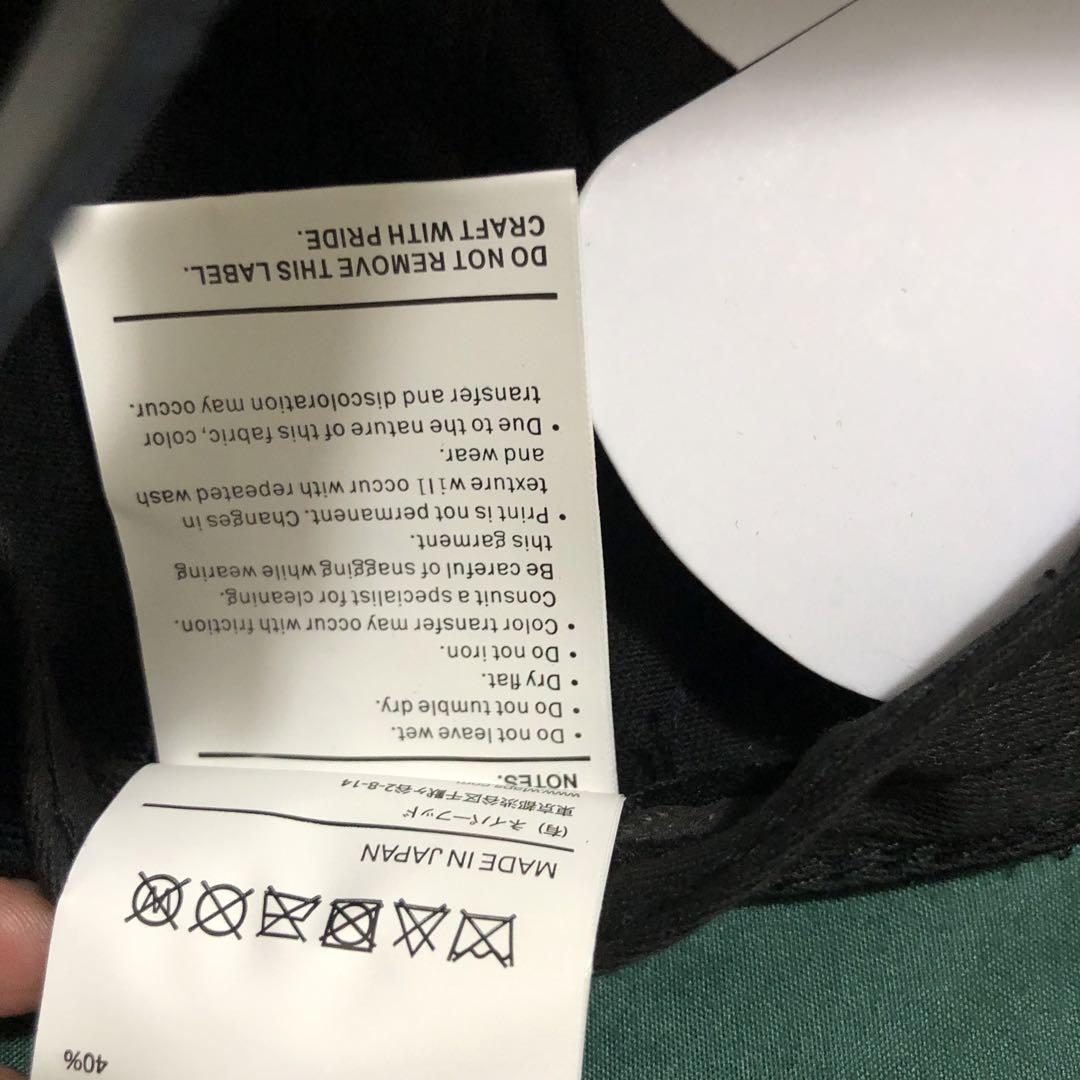 40%
MADE IN JAPAN
(有) ネイバーフッド
東京都渋谷区千駄ヶ谷2-8-14
NOTES.
• Do not leave wet.
• Do not tumble dry.
• Dry flat.
• Do not iron.
• Color transfer may occur with friction.
Consuit a specialist for cleaning.
Be careful of snagging while wearing
this garment.
• Print is not permanent. Changes in
texture will occur with repeated wash
and wear.
• Due to the nature of this fabric, color
transfer and discoloration may occur.
DO NOT REMOVE THIS LABEL.
CRAFT WITH PRIDE.